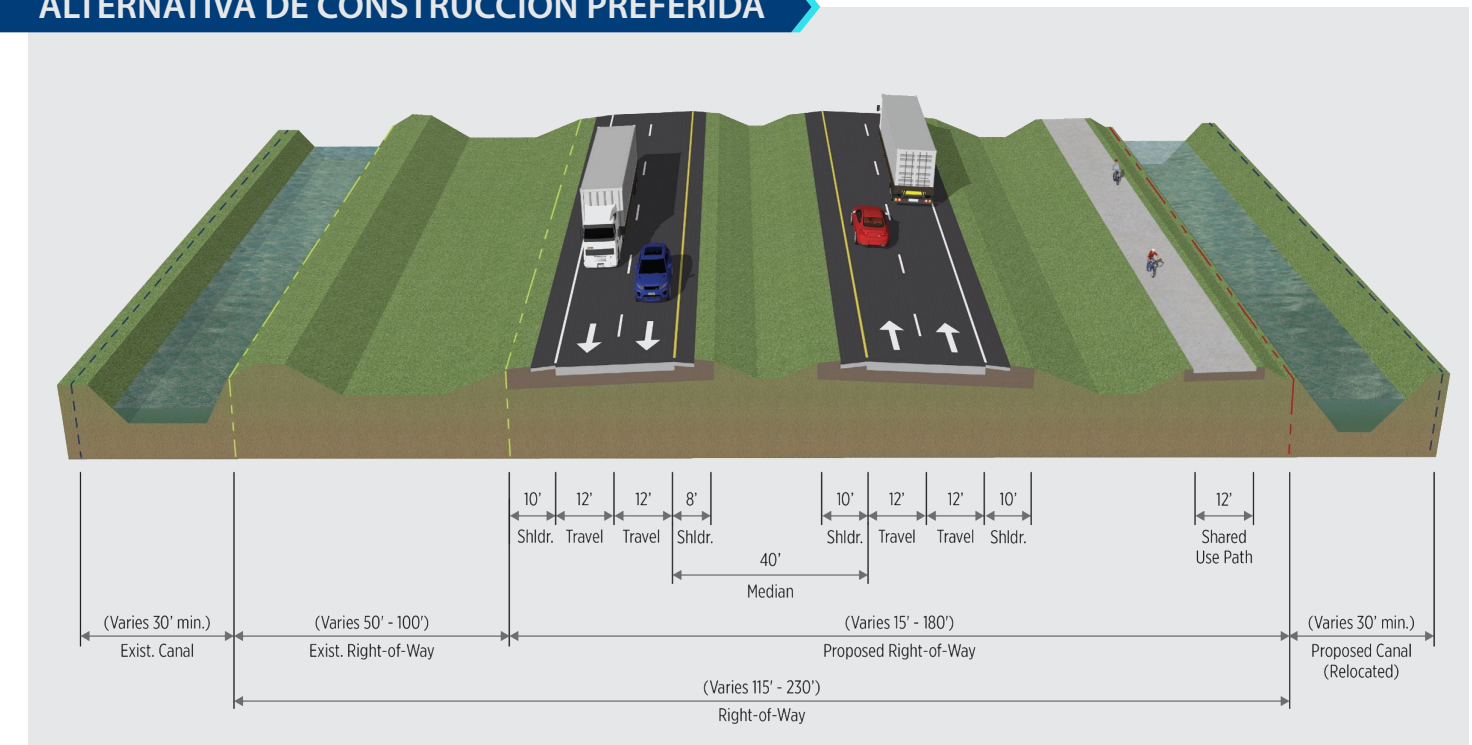 ALTERNATIVA DE CONSTRUCCIÓN PREFERIDA
10’ 12’ 12’ 8’ 10’ 12’ 12’ 10’ 12’
Shldr. Travel Travel Shldr. Shldr. Travel Travel Shldr. Shared
Use Path
40’
Median
(Varies 30’ min.) (Varies 50' - 100') (Varies 15' - 180') (Varies 30’ min.)
Exist. Canal Exist. Right-of-Way Proposed Right-of-Way Proposed Canal
(Relocated)
(Varies 115' - 230’)
Right-of-Way